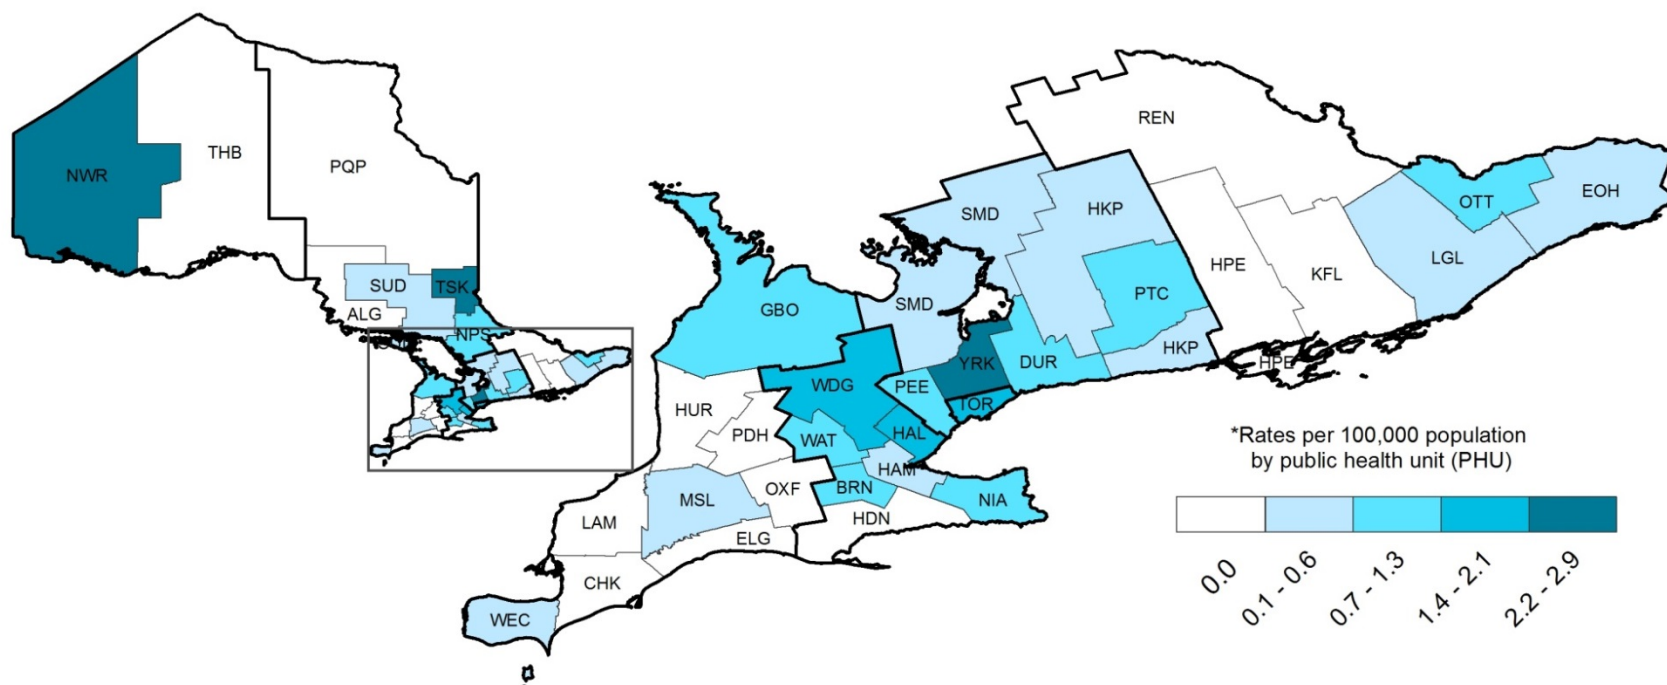 NWR
THB
PQP
SUD
TSK
ALG
NPS
REN
SMD
HKP
OTT
EOH
HPE
KFL
LGL
GBO
SMD
PTC
YRK
DUR
HKP
HPE
WDG
PEE
TOR
HUR
PDH
WAT
HAL
HAM
MSL
OXF
BRN
NIA
LAM
HDN
ELG
CHK
WEC
*Rates per 100,000 population
by public health unit (PHU)
0.0
0.1 - 0.6
0.7 - 1.3
1.4 - 2.1
2.2 - 2.9